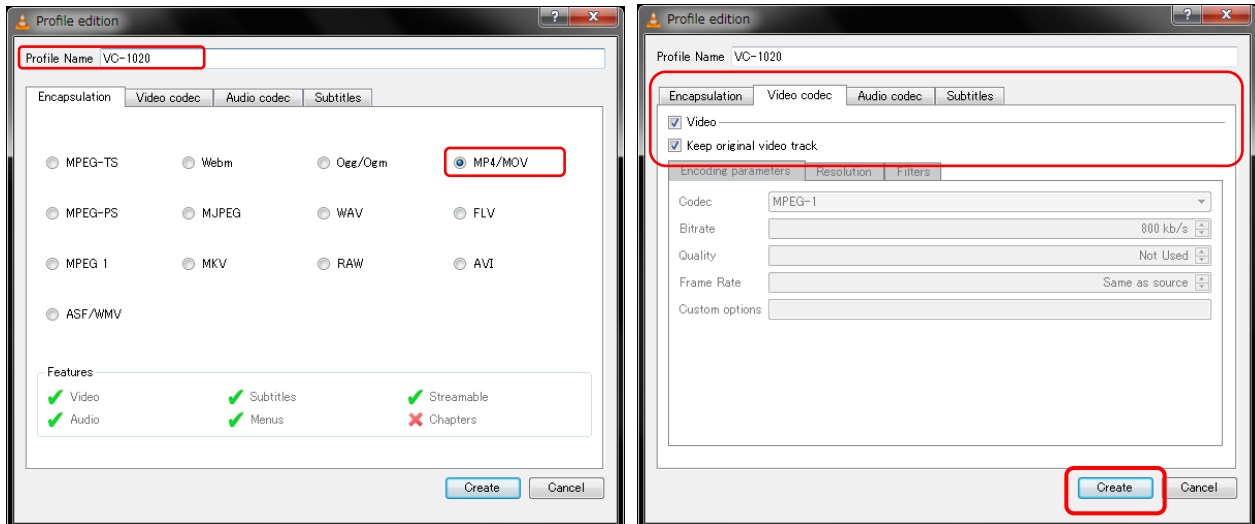 Profile edition
Profile Name VC-1020
Encapsulation Video codec Audio codec Subtitles
MPEG-TS Webm Ogg/Ogm MP4/MOV
MPEG-PS MJPEG WAV FLV
MPEG 1 MKV RAW AVI
ASF/WMV
Features
Video Subtitles Streamable
Audio Menus Chapters
Create Cancel
Profile edition
Profile Name VC-1020
Encapsulation Video codec Audio codec Subtitles
Video
Keep original video track
Encoding parameters Resolution Filters
Codec MPEG-1
Bitrate 800 kb/s
Quality Not Used
Frame Rate Same as source
Custom options
Create Cancel